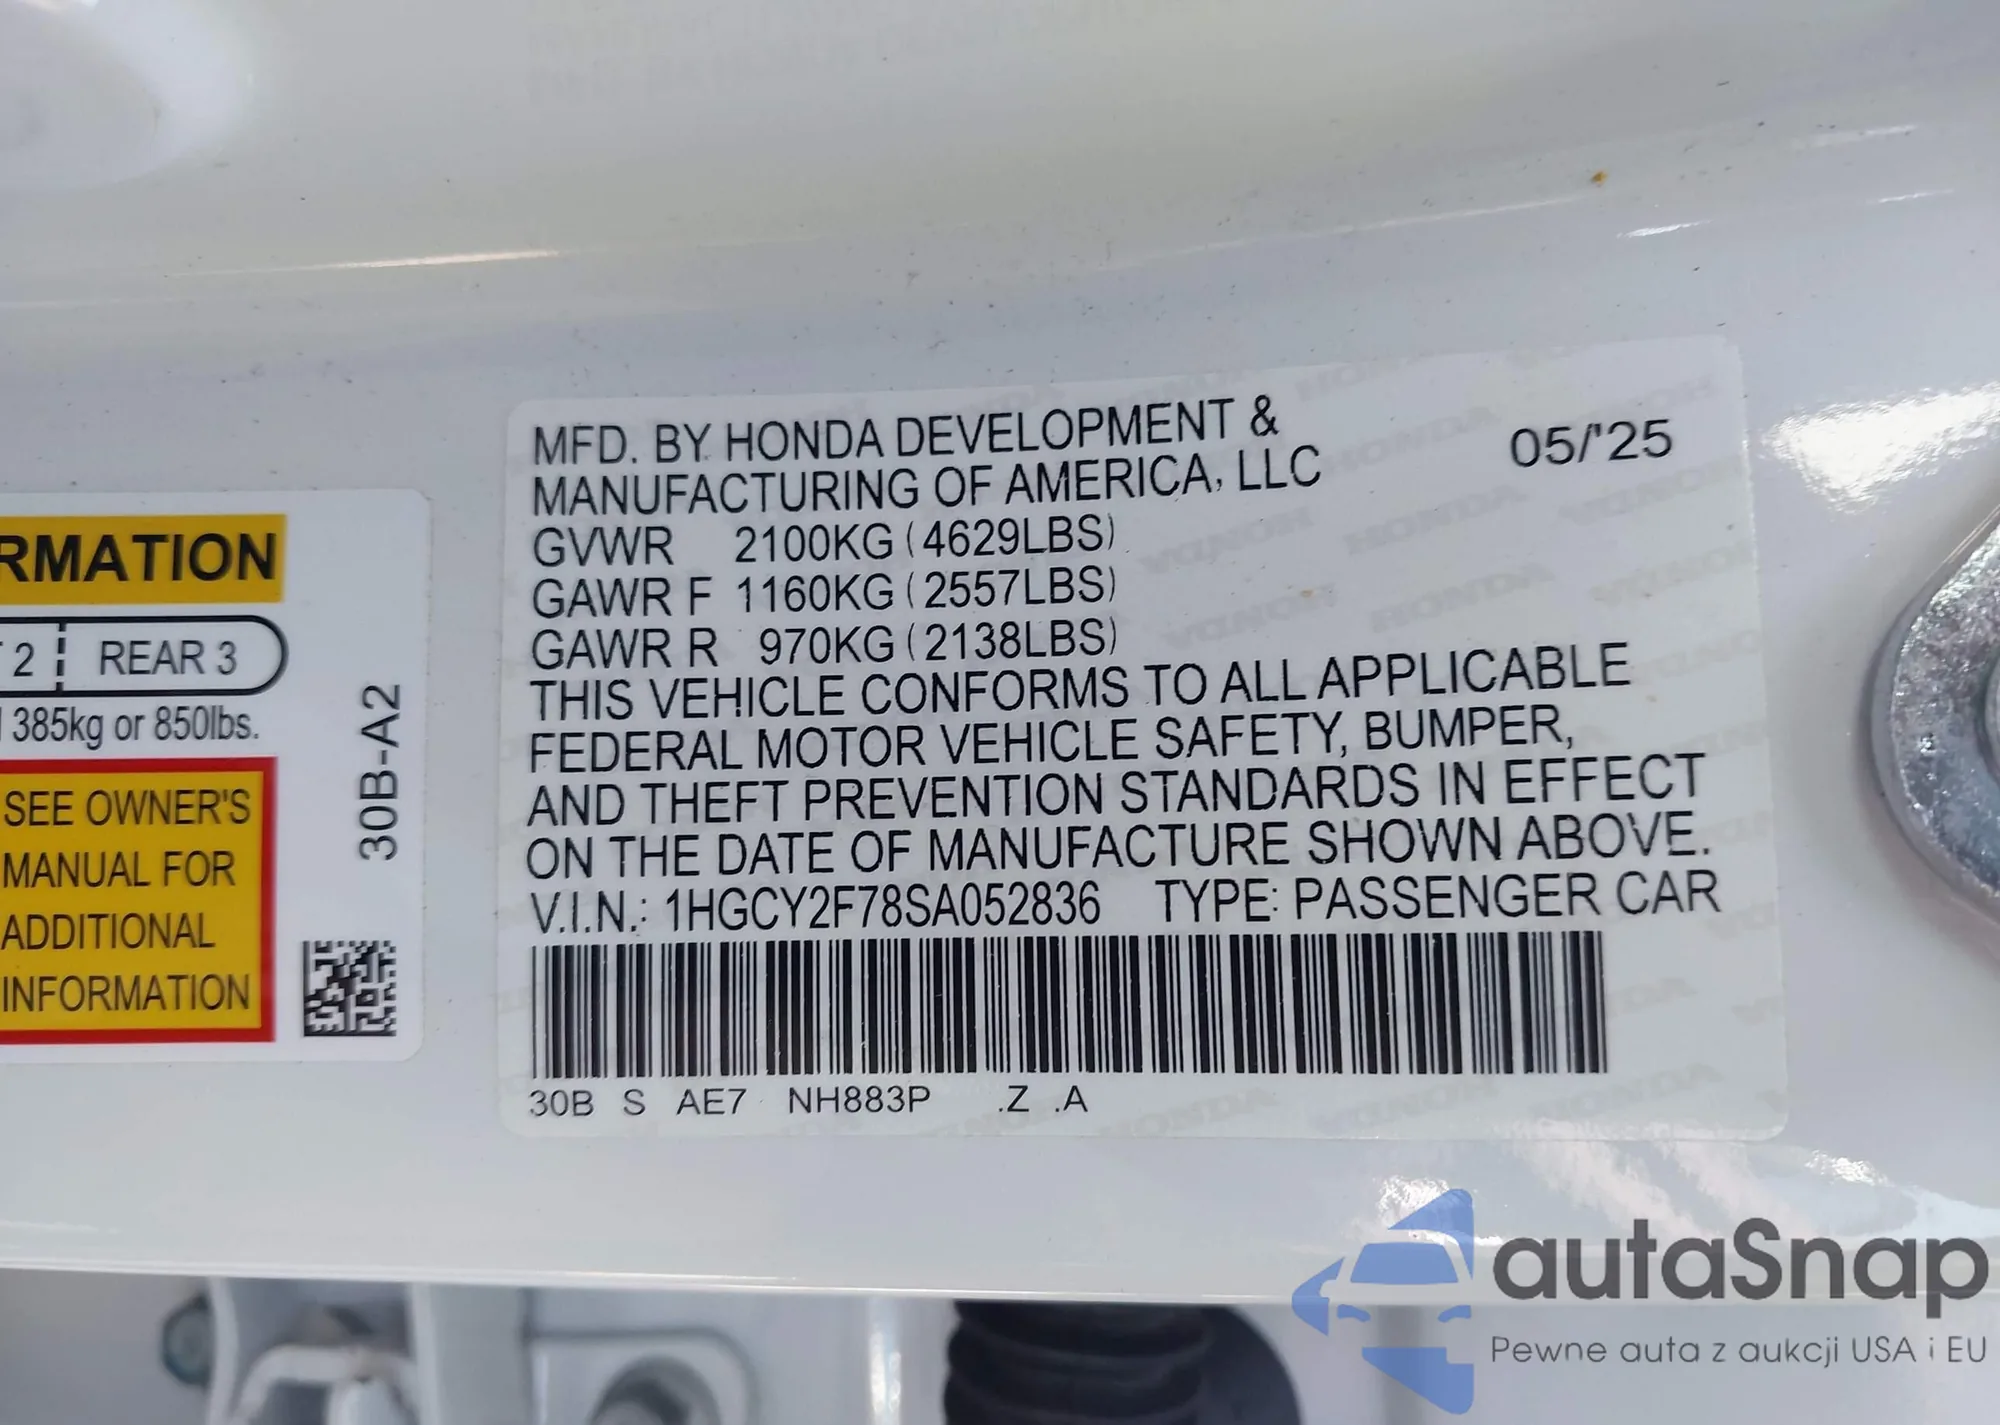 RMATION
2 REAR 3
385kg or 850lbs.
SEE OWNER'S
MANUAL FOR
ADDITIONAL
INFORMATION
30B-A2
MFD. BY HONDA DEVELOPMENT &
MANUFACTURING OF AMERICA, LLC
05/'25
GVWR 2100KG (4629LBS)
GAWR F 1160KG (2557LBS)
GAWR R 970KG (2138LBS)
THIS VEHICLE CONFORMS TO ALL APPLICABLE
FEDERAL MOTOR VEHICLE SAFETY, BUMPER,
AND THEFT PREVENTION STANDARDS IN EFFECT
ON THE DATE OF MANUFACTURE SHOWN ABOVE.
V.I.N.: 1HGCY2F78SA052836 TYPE: PASSENGER CAR
30B S AE7 NH883P .Z .A
autaSnap
Pewne auta z aukcji USA i EU